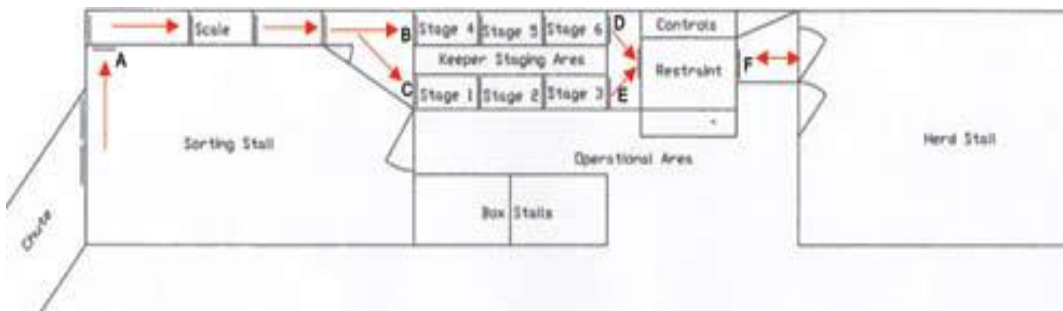 Scale B Stage 4 Stage 5 Stage 6 D Controls
A Keeper Staging Area Restraint F
C Stage 1 Stage 2 Stage 3 E
Sorting Stall Operational Area Herd Stall
Chute Box Stalls